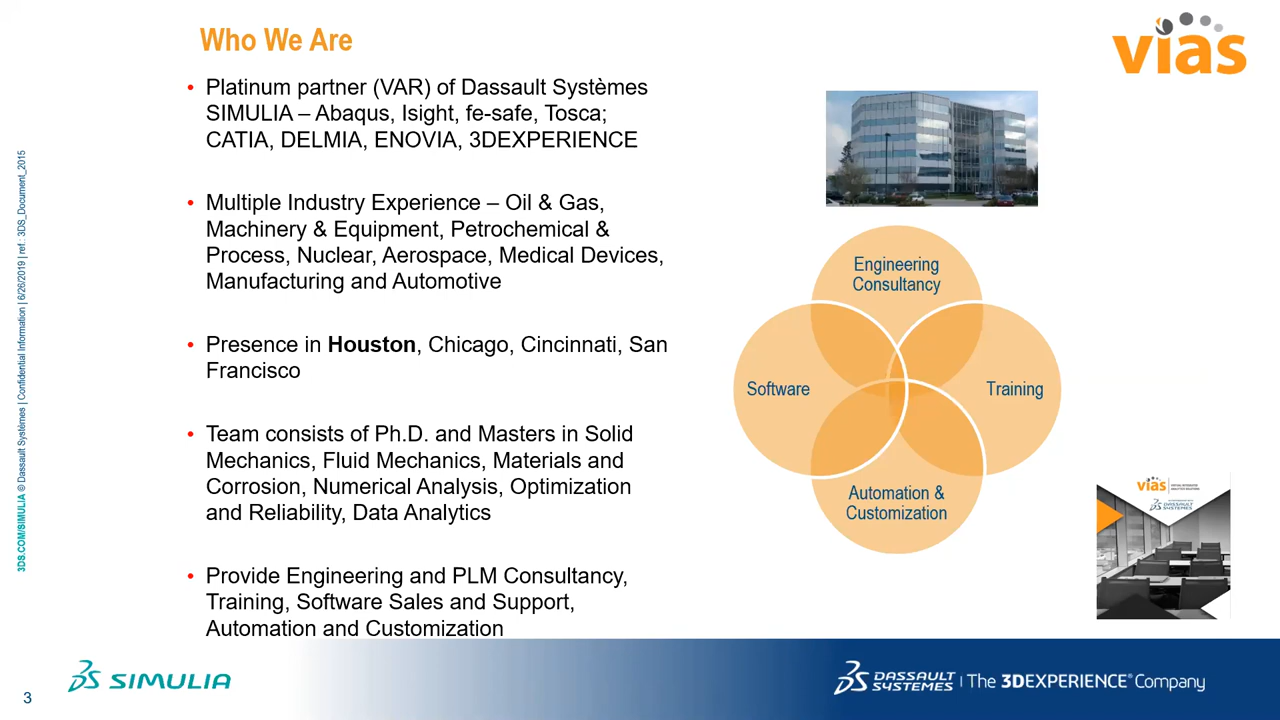 Who We Are
vias
• Platinum partner (VAR) of Dassault Systèmes
SIMULIA – Abaqus, Isight, fe-safe, Tosca;
CATIA, DELMIA, ENOVIA, 3DEXPERIENCE
• Multiple Industry Experience – Oil & Gas,
Machinery & Equipment, Petrochemical &
Process, Nuclear, Aerospace, Medical Devices,
Manufacturing and Automotive
• Presence in Houston, Chicago, Cincinnati, San
Francisco
• Team consists of Ph.D. and Masters in Solid
Mechanics, Fluid Mechanics, Materials and
Corrosion, Numerical Analysis, Optimization
and Reliability, Data Analytics
• Provide Engineering and PLM Consultancy,
Training, Software Sales and Support,
Automation and Customization
Engineering
Consultancy
Software
Training
Automation &
Customization
vias
DASSAULT
SYSTEMES
3DS.COM/SIMULIA © Dassault Systèmes | Confidential Information | 6/26/2019 | ref.: 3DS_Document_2015
3
SIMULIA
DASSAULT
SYSTEMES | The 3DEXPERIENCE® Company